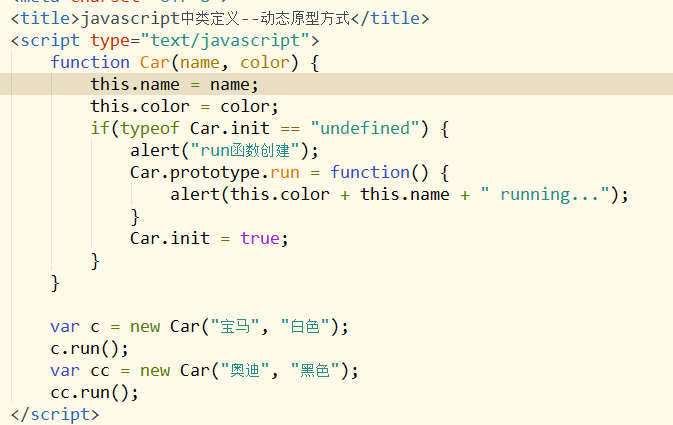 <title>javascript中类定义--动态原型方式</title>
<script type="text/javascript">
function Car(name, color) {
this.name = name;
this.color = color;
if(typeof Car.init == "undefined") {
alert("run函数创建");
Car.prototype.run = function() {
alert(this.color + this.name + " running...");
}
Car.init = true;
}
}
var c = new Car("宝马", "白色");
c.run();
var cc = new Car("奥迪", "黑色");
cc.run();
</script>